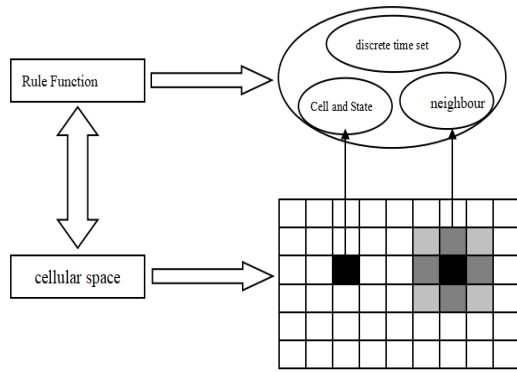 discrete time set
Rule Function
Cell and State
neighbour
cellular space